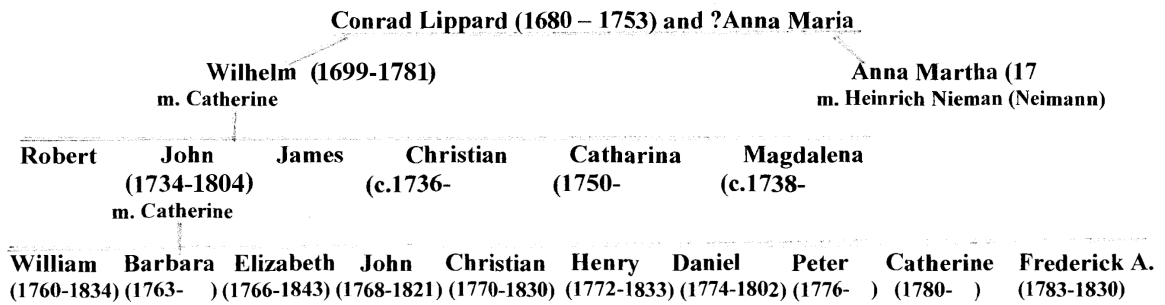 Conrad Lippard (1680 – 1753) and ?Anna Maria
Wilhelm (1699-1781) Anna Martha (17
m. Catherine m. Heinrich Nieman (Neimann)
Robert John James Christian Catharina Magdalena
(1734-1804) (c.1736- (1750- (c.1738-
m. Catherine
William Barbara Elizabeth John Christian Henry Daniel Peter Catherine Frederick A.
(1760-1834) (1763- ) (1766-1843) (1768-1821) (1770-1830) (1772-1833) (1774-1802) (1776- ) (1780- ) (1783-1830)